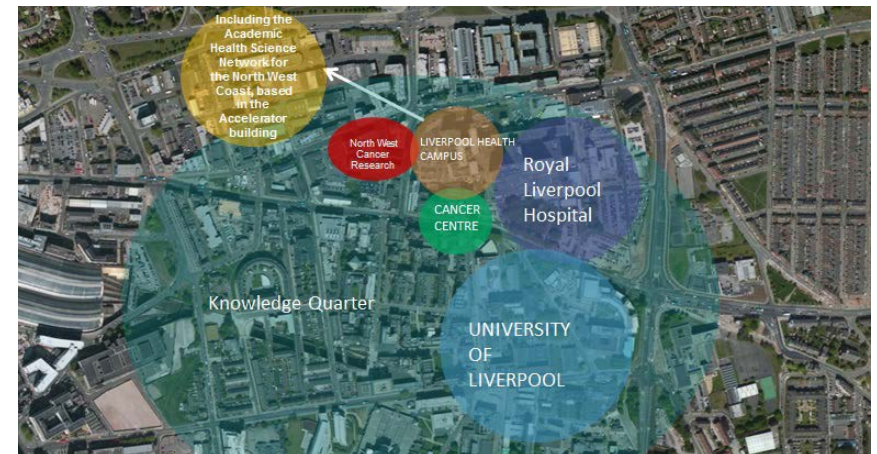 Including the
Academic
Health Science
Network for
the North West
Coast, based
in the
Accelerator
building
North West
Cancer
Research
LIVERPOOL HEALTH
CAMPUS
Royal
Liverpool
Hospital
CANCER
CENTRE
Knowledge Quarter
UNIVERSITY
OF
LIVERPOOL